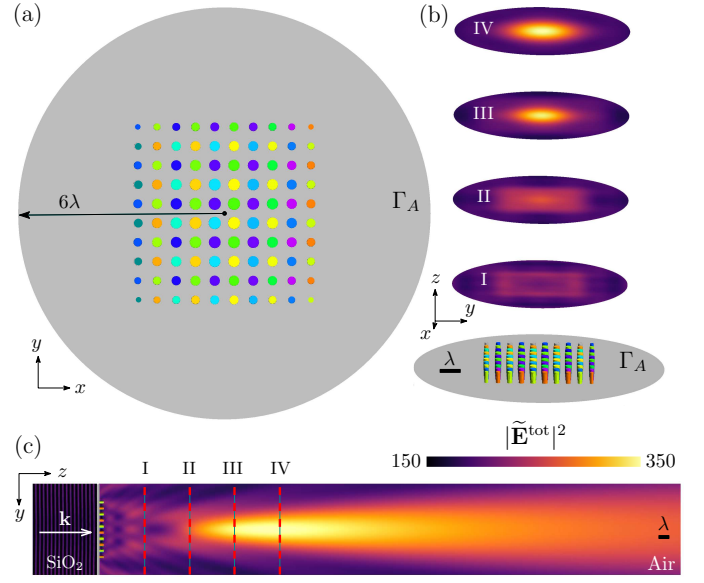 (a)
6λ
Γ_A
y
x
(b)
IV
III
II
I
z
y
x
λ
Γ_A
|Ẽ^tot|²
150 350
(c)
z
y
I II III IV
k
SiO₂
λ
Air